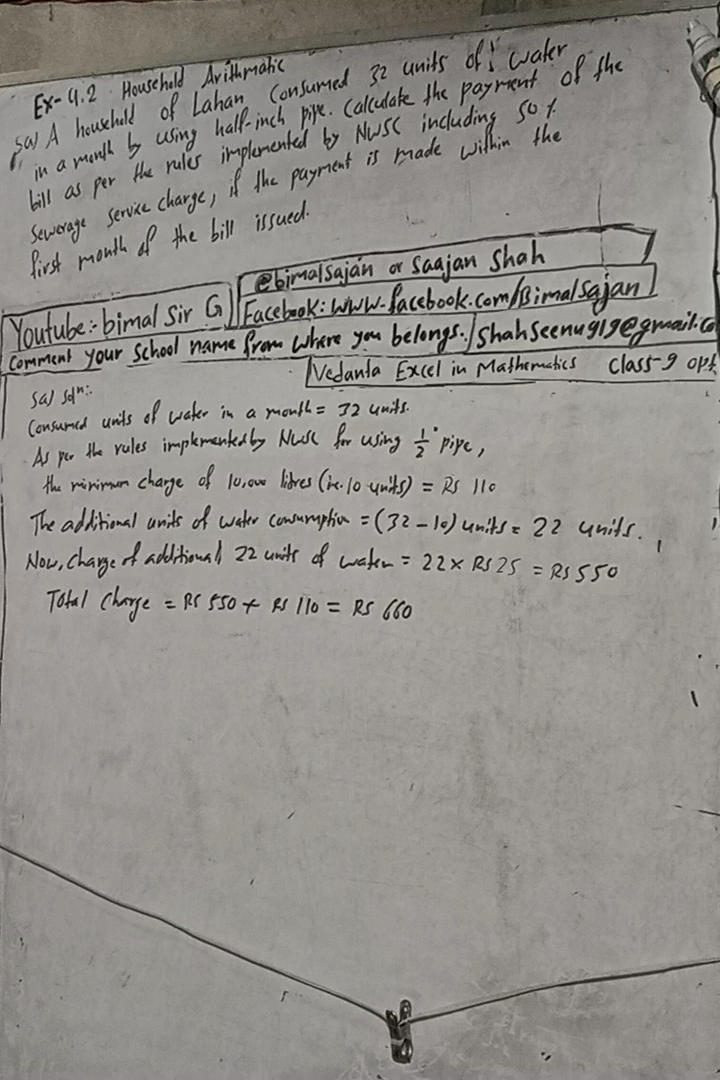 Ex-4.2 Household Arithmatic
5a) A household of Lahan consumed 32 units of water
in a month by using half-inch pipe. Calculate the payment of the
bill as per the rules implemented by NWSC including 50%
sewerage service charge, if the payment is made within the
first month of the bill issued.
@bimalsajan or Saajan Shah
Youtube:- bimal Sir G
Facebook: www.facebook.com/Bimalsajan
Comment your School name from where you belongs.
Shahseenu919@gmail.co
Vedanta Excel in Mathematics class-9 opt
5a) Solⁿ:
Consumed units of water in a month = 32 units.
As per the rules implemented by NWSC for using 1/2" pipe,
the minimum charge of 10,000 litres (i.e. 10 units) = RS 110
The additional units of water consumption = (32-10) units = 22 units.
Now, charge of additional 22 units of water = 22 x RS 25 = RS 550
Total Charge = RS 550 + RS 110 = RS 660